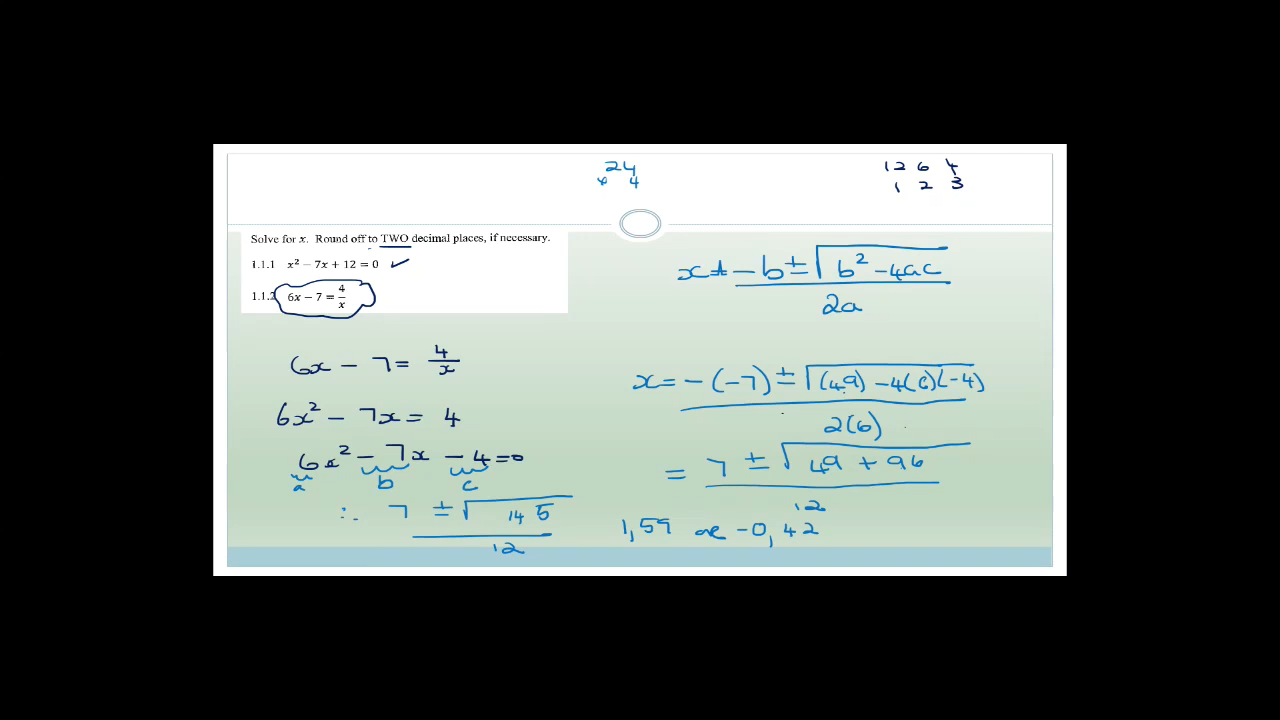 24
× 4
12 6 4
1 2 3
Solve for x. Round off to TWO decimal places, if necessary.
1.1.1 x² − 7x + 12 = 0 ✓
1.1.2 6x − 7 = 4/x
6x − 7 = 4/x
6x² − 7x = 4
6x² − 7x − 4 = 0
a b c
∴ 7 ± √145 / 12
x = −b ± √b² − 4ac / 2a
x = −(−7) ± √(49) − 4(6)(−4) / 2(6)
= 7 ± √49 + 96 / 12
1,59 or −0,42